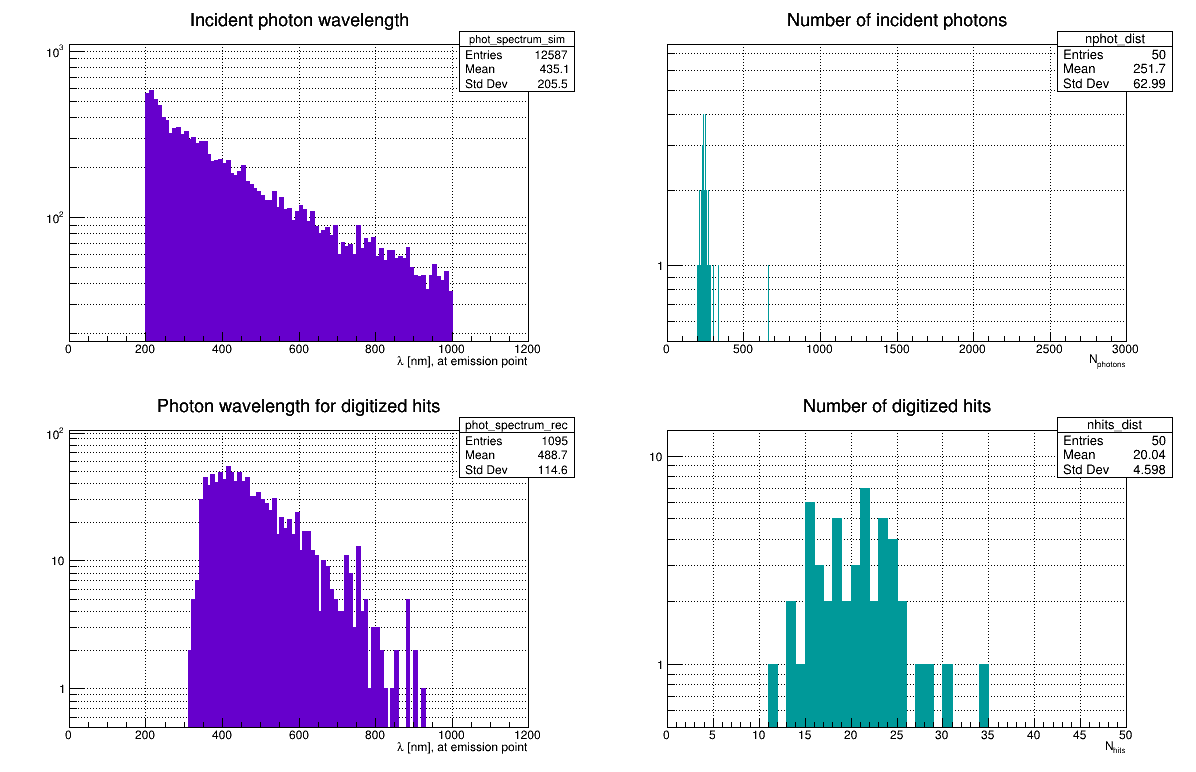 Incident photon wavelength
phot_spectrum_sim
Entries 12587
Mean 435.1
Std Dev 205.5
10³
10²
0 200 400 600 800 1000 1200
λ [nm], at emission point
Number of incident photons
nphot_dist
Entries 50
Mean 251.7
Std Dev 62.99
1
0 500 1000 1500 2000 2500 3000
N_photons
Photon wavelength for digitized hits
phot_spectrum_rec
Entries 1095
Mean 488.7
Std Dev 114.6
10²
10
1
0 200 400 600 800 1000 1200
λ [nm], at emission point
Number of digitized hits
nhits_dist
Entries 50
Mean 20.04
Std Dev 4.598
10
1
0 5 10 15 20 25 30 35 40 45 50
N_hits